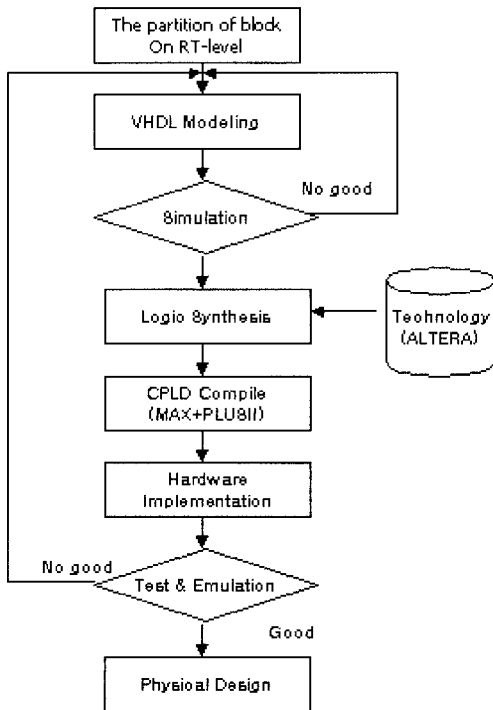 The partition of block
On RT-level
VHDL Modeling
No good
Simulation
Logic Synthesis
Technology
(ALTERA)
CPLD Compile
(MAX+PLUSII)
Hardware
Implementation
No good
Test & Emulation
Good
Physical Design